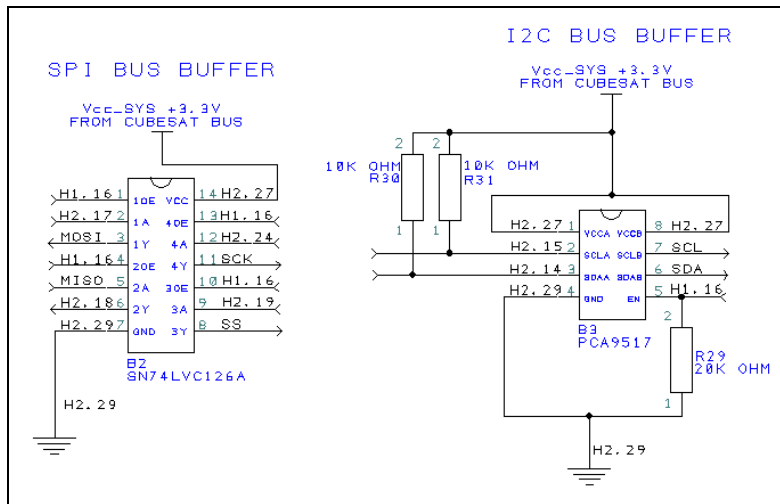 I2C BUS BUFFER
SPI BUS BUFFER
Vcc_SYS +3.3V
FROM CUBESAT BUS
Vcc_SYS +3.3V
FROM CUBESAT BUS
2 2
10K OHM 10K OHM
R30 R31
1 1
H1.16 1 1OE VCC 14 H2.27
H2.17 2 1A 4OE 13 H1.16
MOSI 3 1Y 4A 12 H2.24
H1.16 4 2OE 4Y 11 SCK
MISO 5 2A 3OE 10 H1.16
H2.18 6 2Y 3A 9 H2.19
H2.29 7 GND 3Y 8 SS
B2
SN74LVC126A
H2.29
H2.27 1 VCCA VCCB 8 H2.27
H2.15 2 SCLA SCLB 7 SCL
H2.14 3 SDAA SDAB 6 SDA
H2.29 4 GND EN 5 H1.16
B3
PCA9517
2
R29
20K OHM
1
H2.29